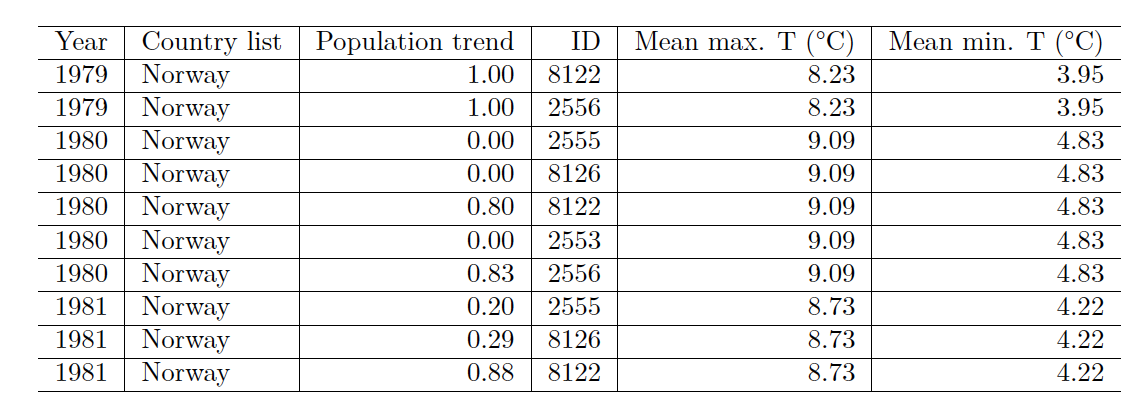 Year Country list Population trend ID Mean max. T (°C) Mean min. T (°C)
1979 Norway 1.00 8122 8.23 3.95
1979 Norway 1.00 2556 8.23 3.95
1980 Norway 0.00 2555 9.09 4.83
1980 Norway 0.00 8126 9.09 4.83
1980 Norway 0.80 8122 9.09 4.83
1980 Norway 0.00 2553 9.09 4.83
1980 Norway 0.83 2556 9.09 4.83
1981 Norway 0.20 2555 8.73 4.22
1981 Norway 0.29 8126 8.73 4.22
1981 Norway 0.88 8122 8.73 4.22